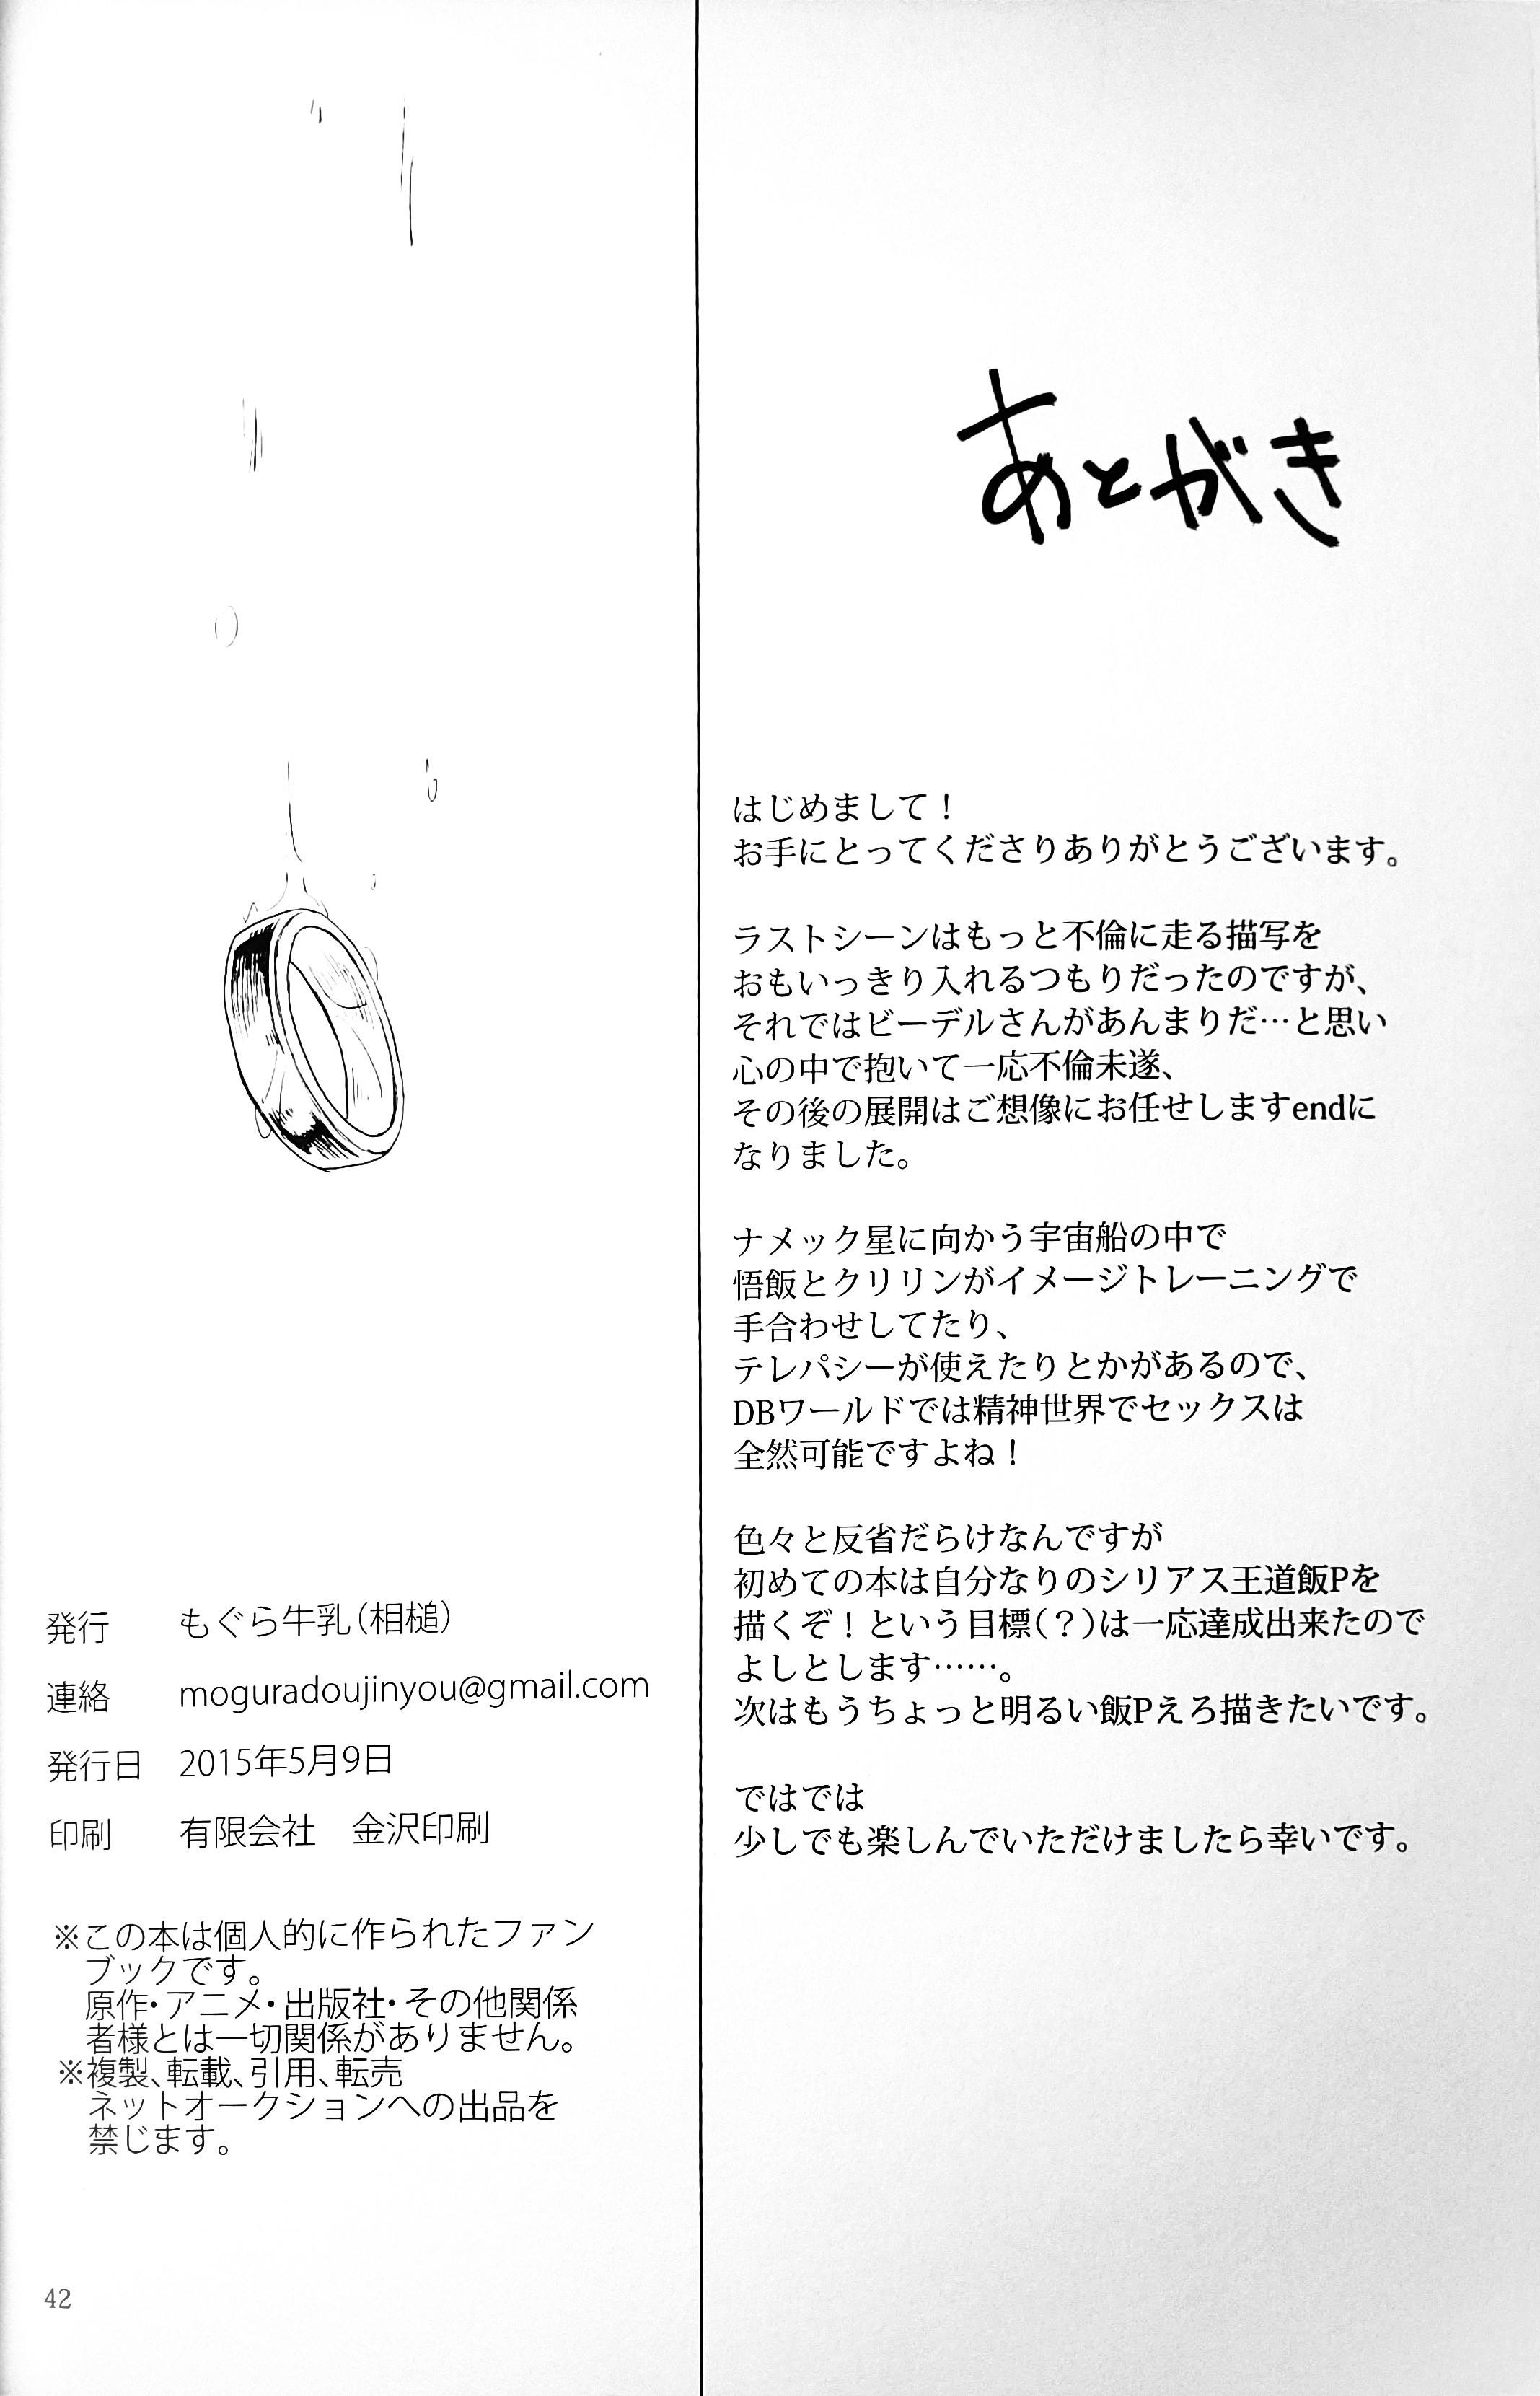 あとがき
はじめまして！
お手にとってくださりありがとうございます。
ラストシーンはもっと不倫に走る描写を
おもいっきり入れるつもりだったのですが、
それではビーデルさんがあんまりだ…と思い
心の中で抱いて一応不倫未遂、
その後の展開はご想像にお任せしますendに
なりました。
ナメック星に向かう宇宙船の中で
悟飯とクリリンがイメージトレーニングで
手合わせしてたり、
テレパシーが使えたりとかがあるので、
DBワールドでは精神世界でセックスは
全然可能ですよね！
色々と反省だらけなんですが
初めての本は自分なりのシリアス王道飯Pを
描くぞ！という目標(？)は一応達成出来たので
よしとします……。
次はもうちょっと明るい飯Pえろ描きたいです。
ではでは
少しでも楽しんでいただけましたら幸いです。
発行　もぐら牛乳(相槌)
連絡　moguradoujinyou@gmail.com
発行日　2015年5月9日
印刷　有限会社　金沢印刷
※この本は個人的に作られたファン
ブックです。
原作・アニメ・出版社・その他関係
者様とは一切関係がありません。
※複製、転載、引用、転売
ネットオークションへの出品を
禁じます。
42